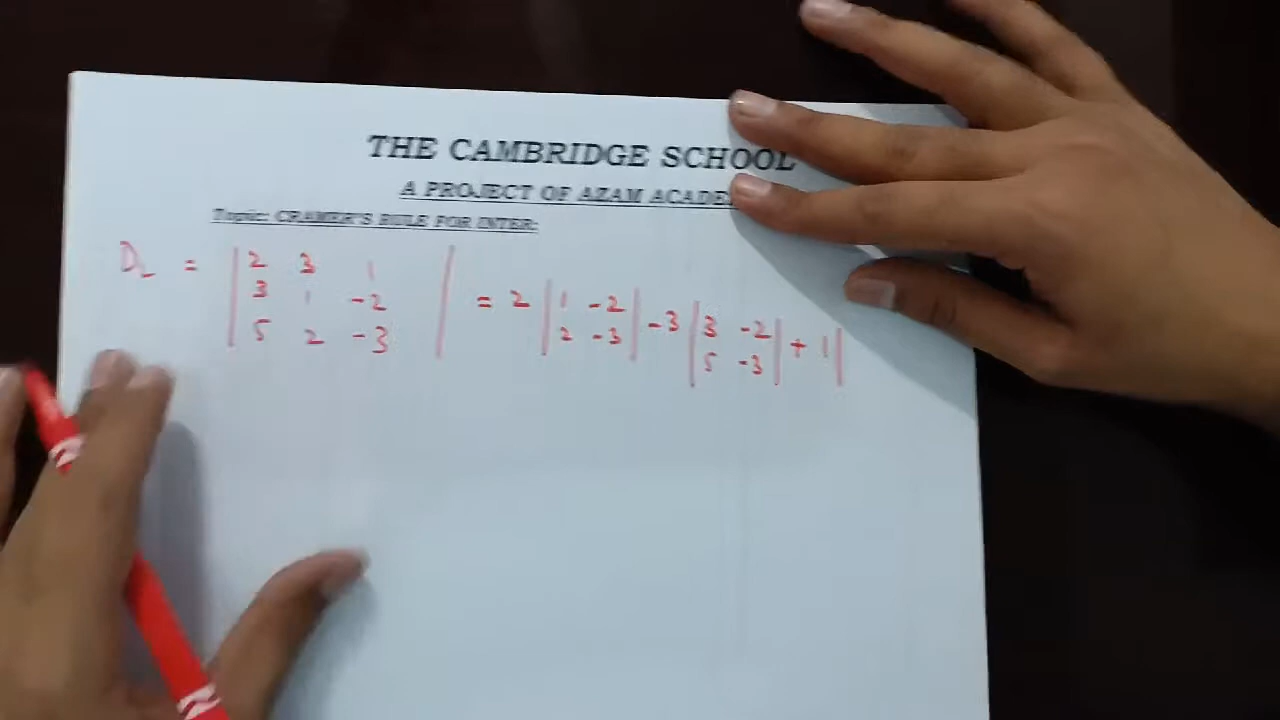 THE CAMBRIDGE SCHOOL
A PROJECT OF AZAM
Topic: CRAMER'S RULE FOR INTER:
D_L = | 2 3 1 | = 2 | 1 -2 | -3 | 3 -2 | + 1 |
3 1 -2 2 -3 5 -3
5 2 -3